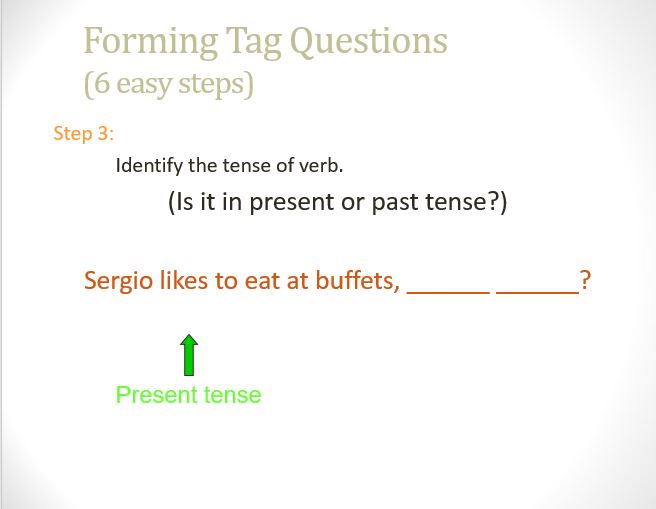 Forming Tag Questions
(6 easy steps)
Step 3:
Identify the tense of verb.
(Is it in present or past tense?)
Sergio likes to eat at buffets, ______ ______?
Present tense